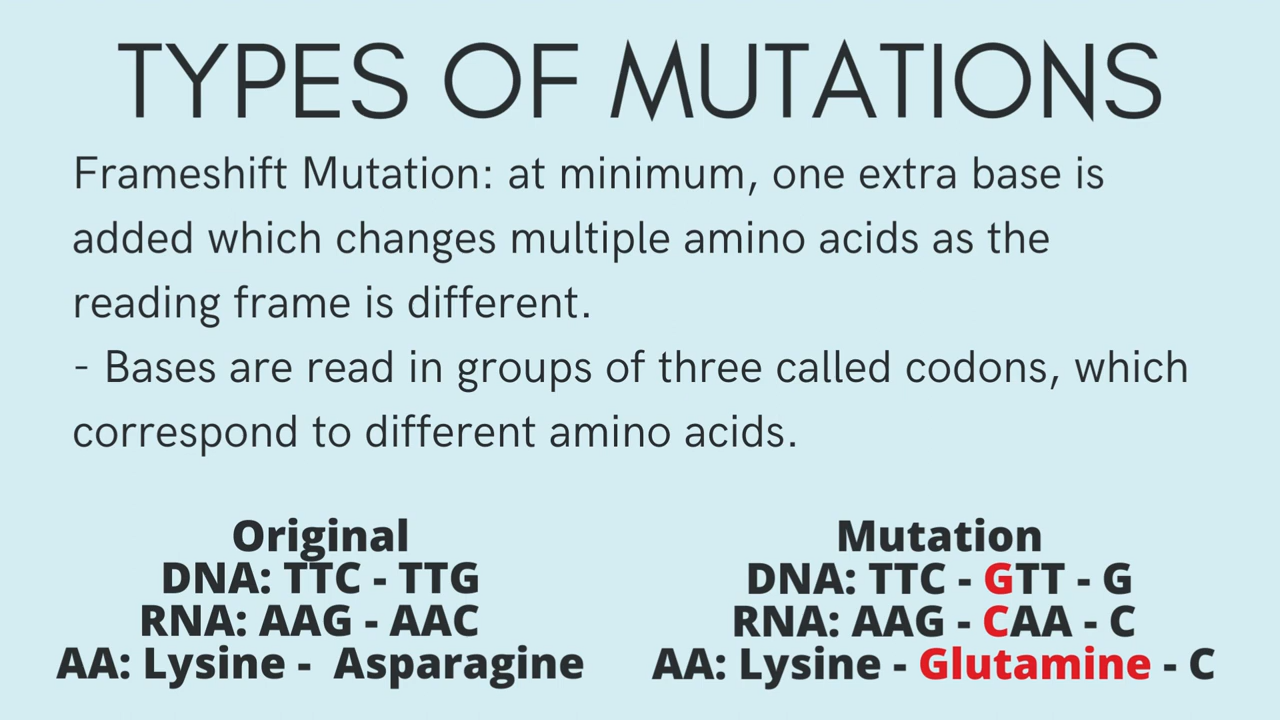 TYPES OF MUTATIONS
Frameshift Mutation: at minimum, one extra base is
added which changes multiple amino acids as the
reading frame is different.
- Bases are read in groups of three called codons, which
correspond to different amino acids.
Original
DNA: TTC - TTG
RNA: AAG - AAC
AA: Lysine - Asparagine
Mutation
DNA: TTC - GTT - G
RNA: AAG - CAA - C
AA: Lysine - Glutamine - C